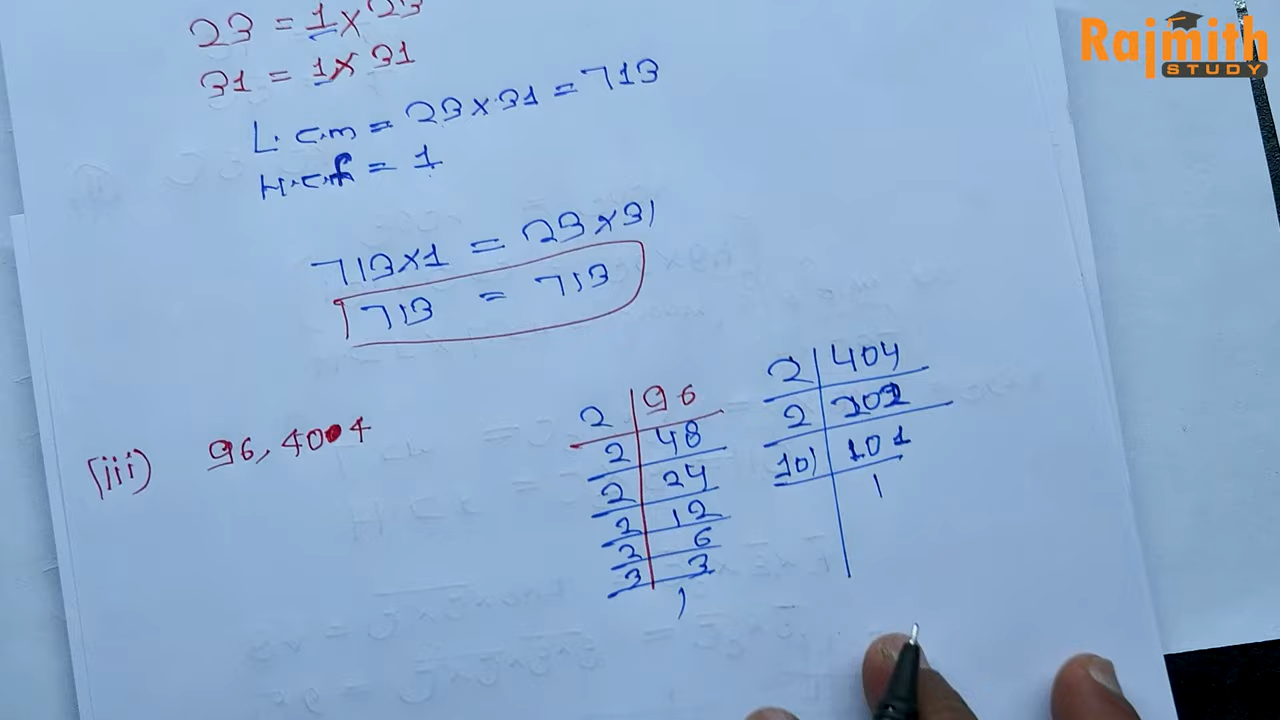 Rajmith
STUDY
23 = 1 × 23
31 = 1 × 31
L.C.M = 23 × 31 = 713
H.C.f = 1
713 × 1 = 23 × 31
713 = 713
(iii) 96, 404
2 | 96
2 | 48
2 | 24
2 | 12
2 | 6
3 | 3
1
2 | 404
2 | 202
101 | 101
1